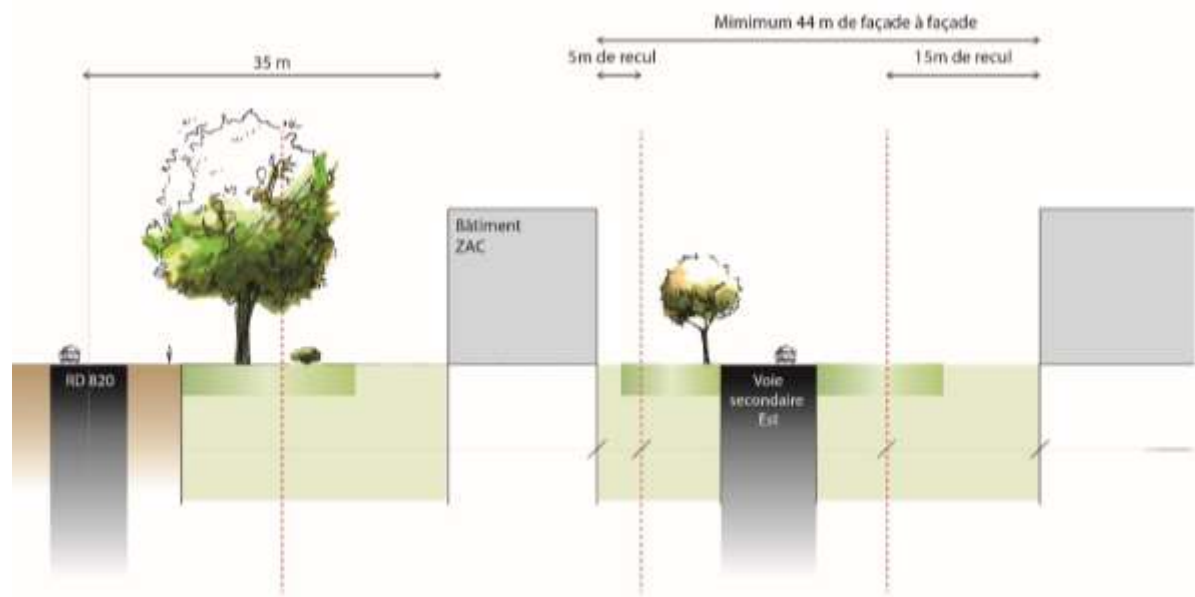 Mimimum 44 m de façade à façade
35 m
5m de recul
15m de recul
Bâtiment
ZAC
RD 820
Voie
secondaire
Est